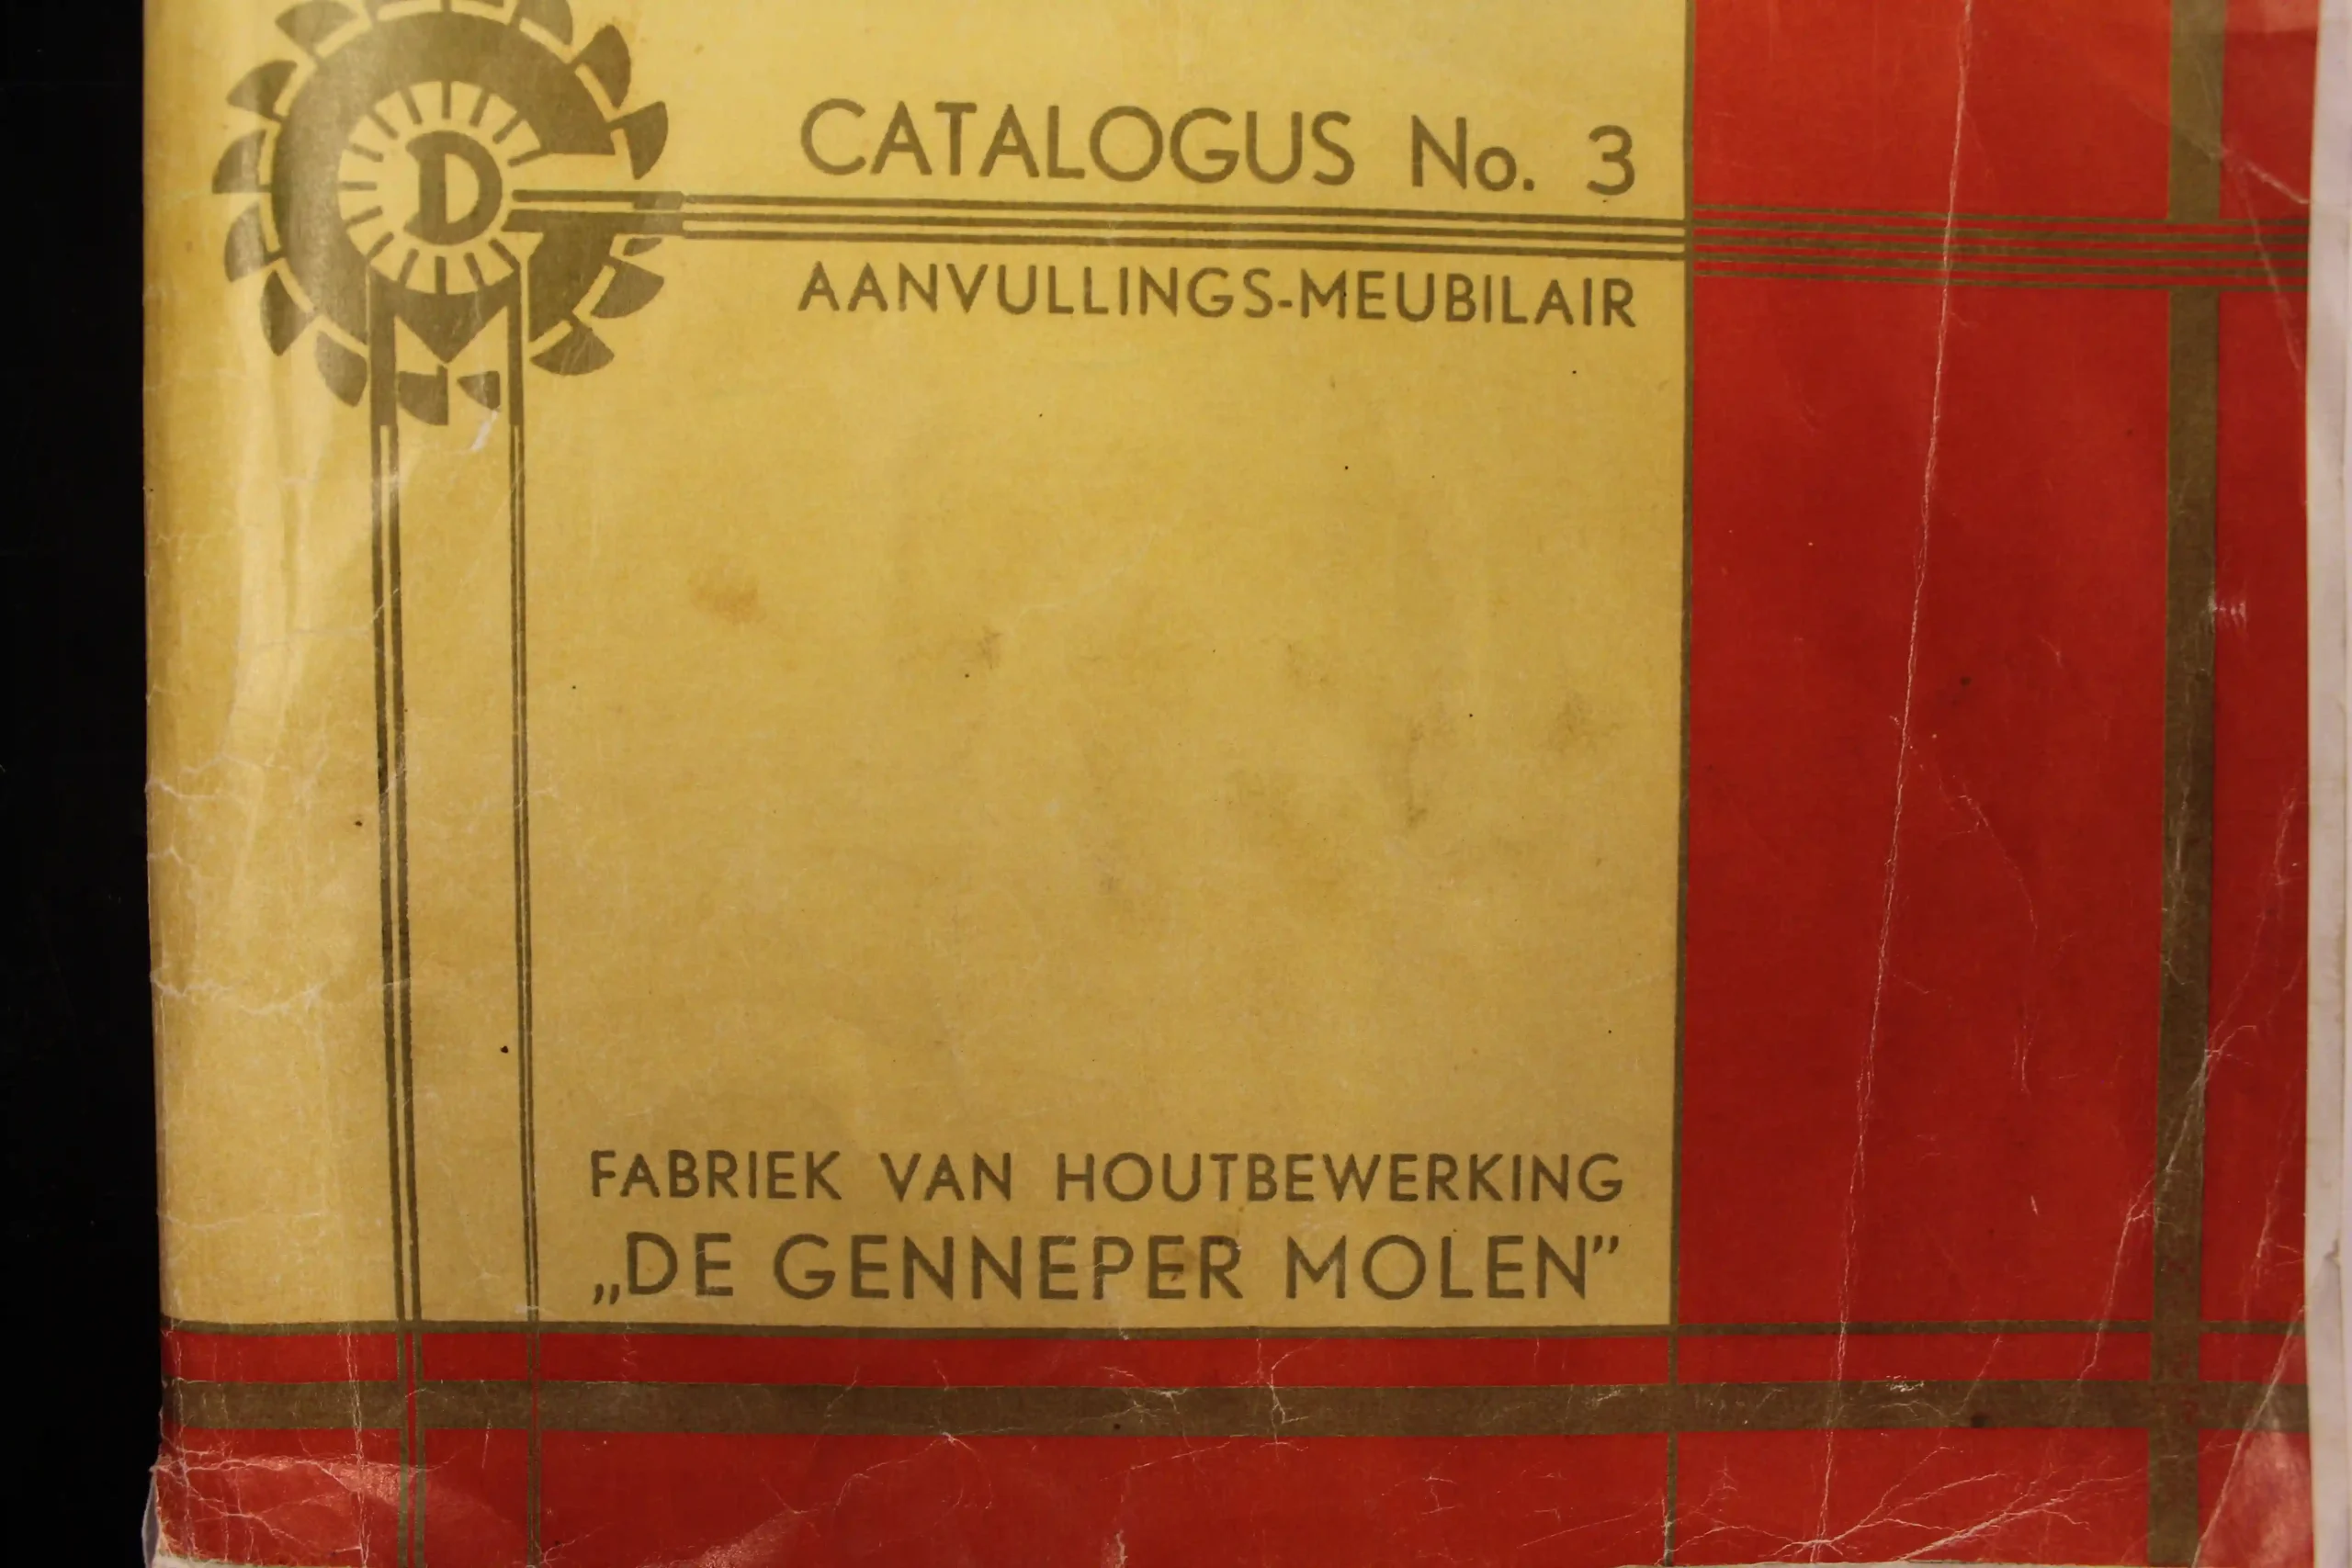 D
G
M
CATALOGUS No. 3
AANVULLINGS-MEUBILAIR
FABRIEK VAN HOUTBEWERKING
„DE GENNEPER MOLEN”